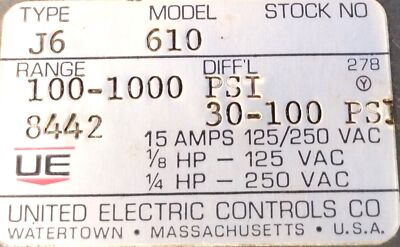 TYPE MODEL STOCK NO
J6 610
RANGE DIFF'L 278
100-1000 PSI Y
30-100 PSI
8442
15 AMPS 125/250 VAC
UE
1/8 HP – 125 VAC
1/4 HP – 250 VAC
UNITED ELECTRIC CONTROLS CO
WATERTOWN • MASSACHUSETTS • U.S.A.